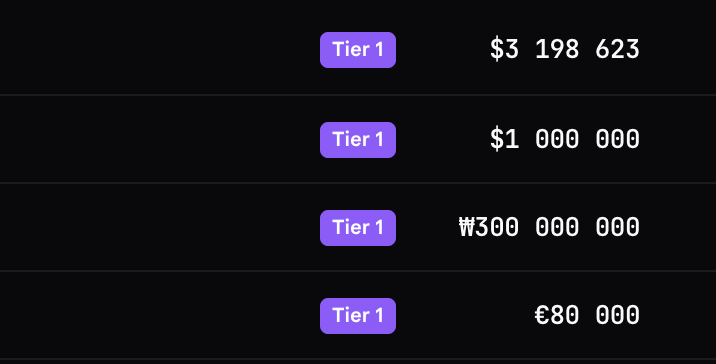 Tier 1 $3 198 623
Tier 1 $1 000 000
Tier 1 ₩300 000 000
Tier 1 €80 000